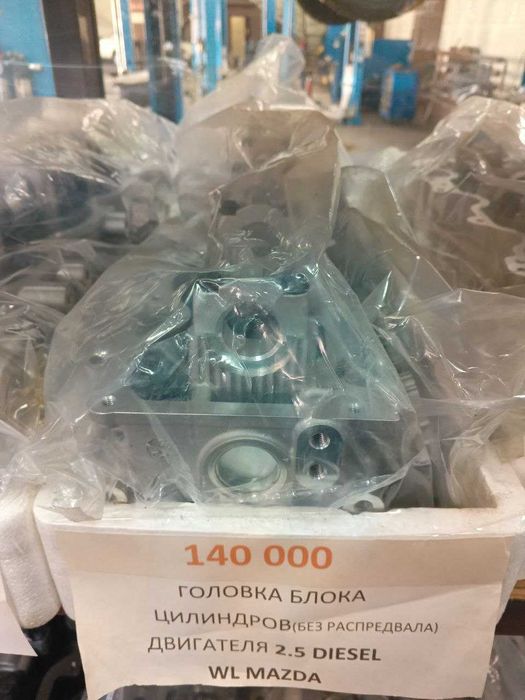 140 000
ГОЛОВКА БЛОКА
ЦИЛИНДРОВ(БЕЗ РАСПРЕДВАЛА)
ДВИГАТЕЛЯ 2.5 DIESEL
WL MAZDA